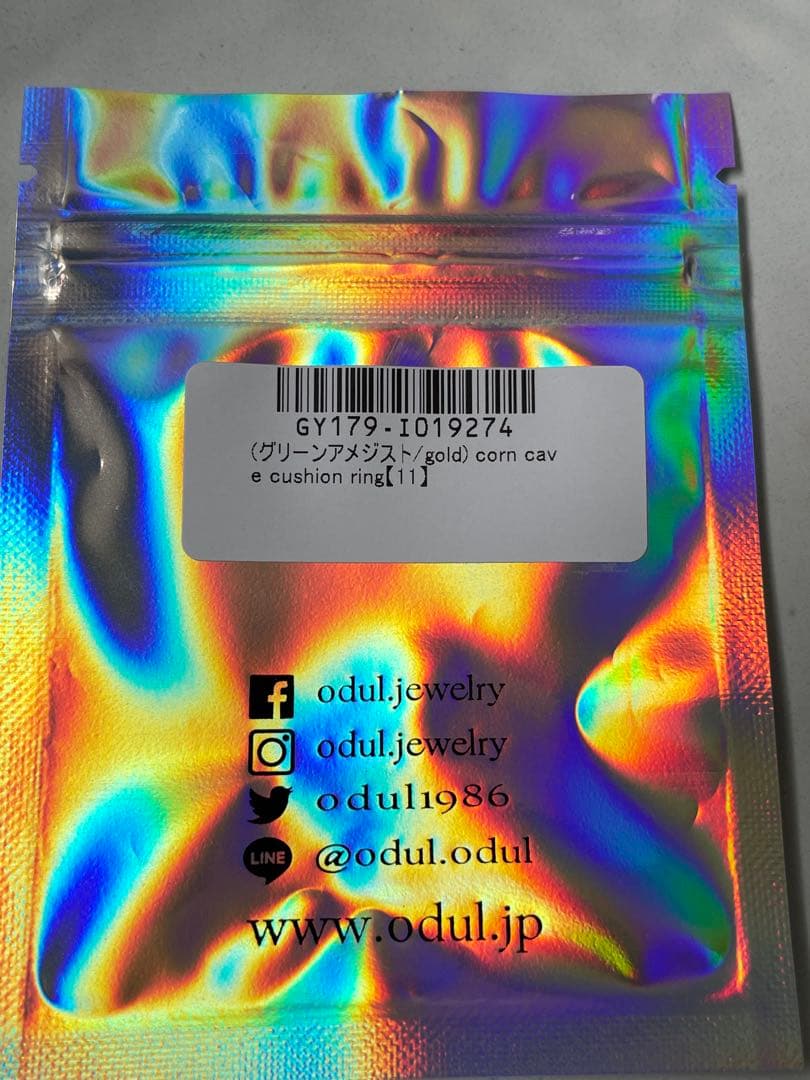 GY179-I019274
(グリーンアメジスト/gold) corn cav
e cushion ring【11】
odul.jewelry
odul.jewelry
odul1986
LINE @odul.odul
www.odul.jp